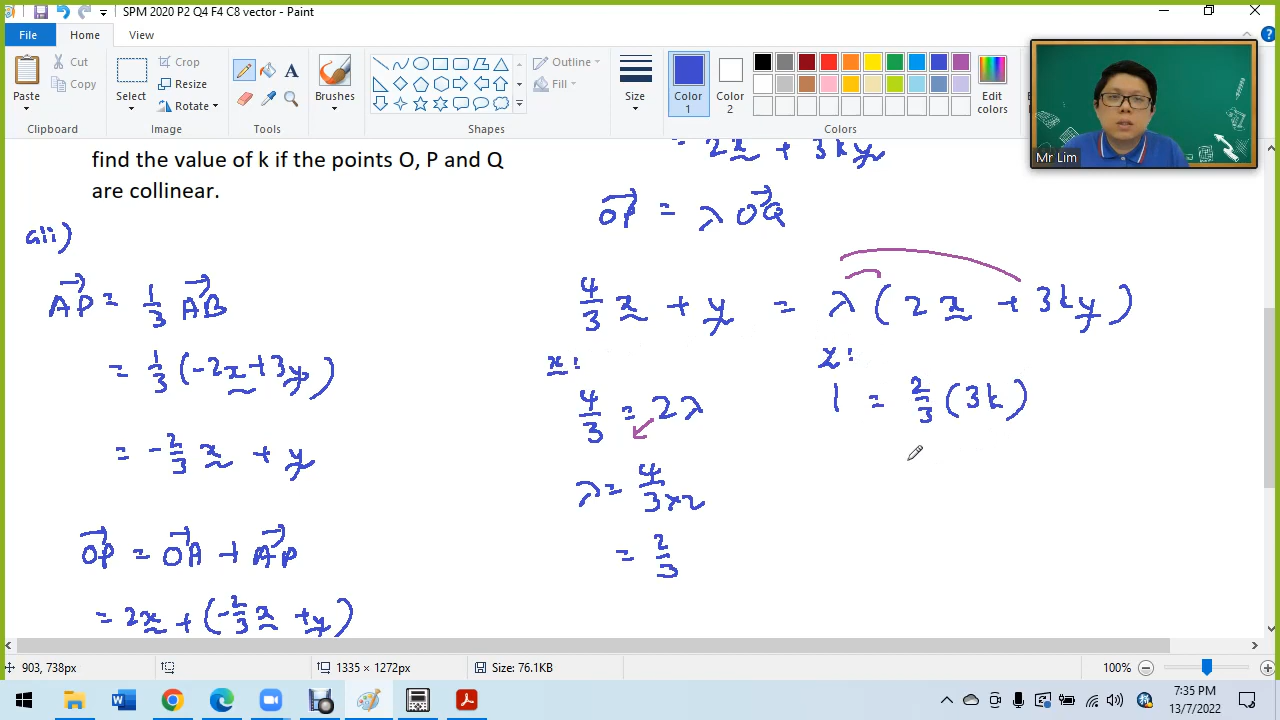 SPM 2020 P2 Q4 F4 C8 vector - Paint
File Home View
Paste Cut Copy Clipboard
Select Crop Resize Rotate Image
A Tools
Brushes
Outline Fill Shapes
Size
Color 1 Color 2 Edit colors Colors
Mr Lim
find the value of k if the points O, P and Q
are collinear.
aii)
AP = 1/3 AB
= 1/3 (-2x + 3y)
= -2/3 x + y
OP = OA + AP
= 2x + (-2/3 x + y)
= 2x + 3ky
OP = λ OQ
4/3 x + y = λ (2x + 3ky)
x:
4/3 = 2λ
λ = 4/3×2
= 2/3
1 = 2/3 (3k)
903, 738px 1335 × 1272px Size: 76.1KB 100%
7:35 PM
13/7/2022